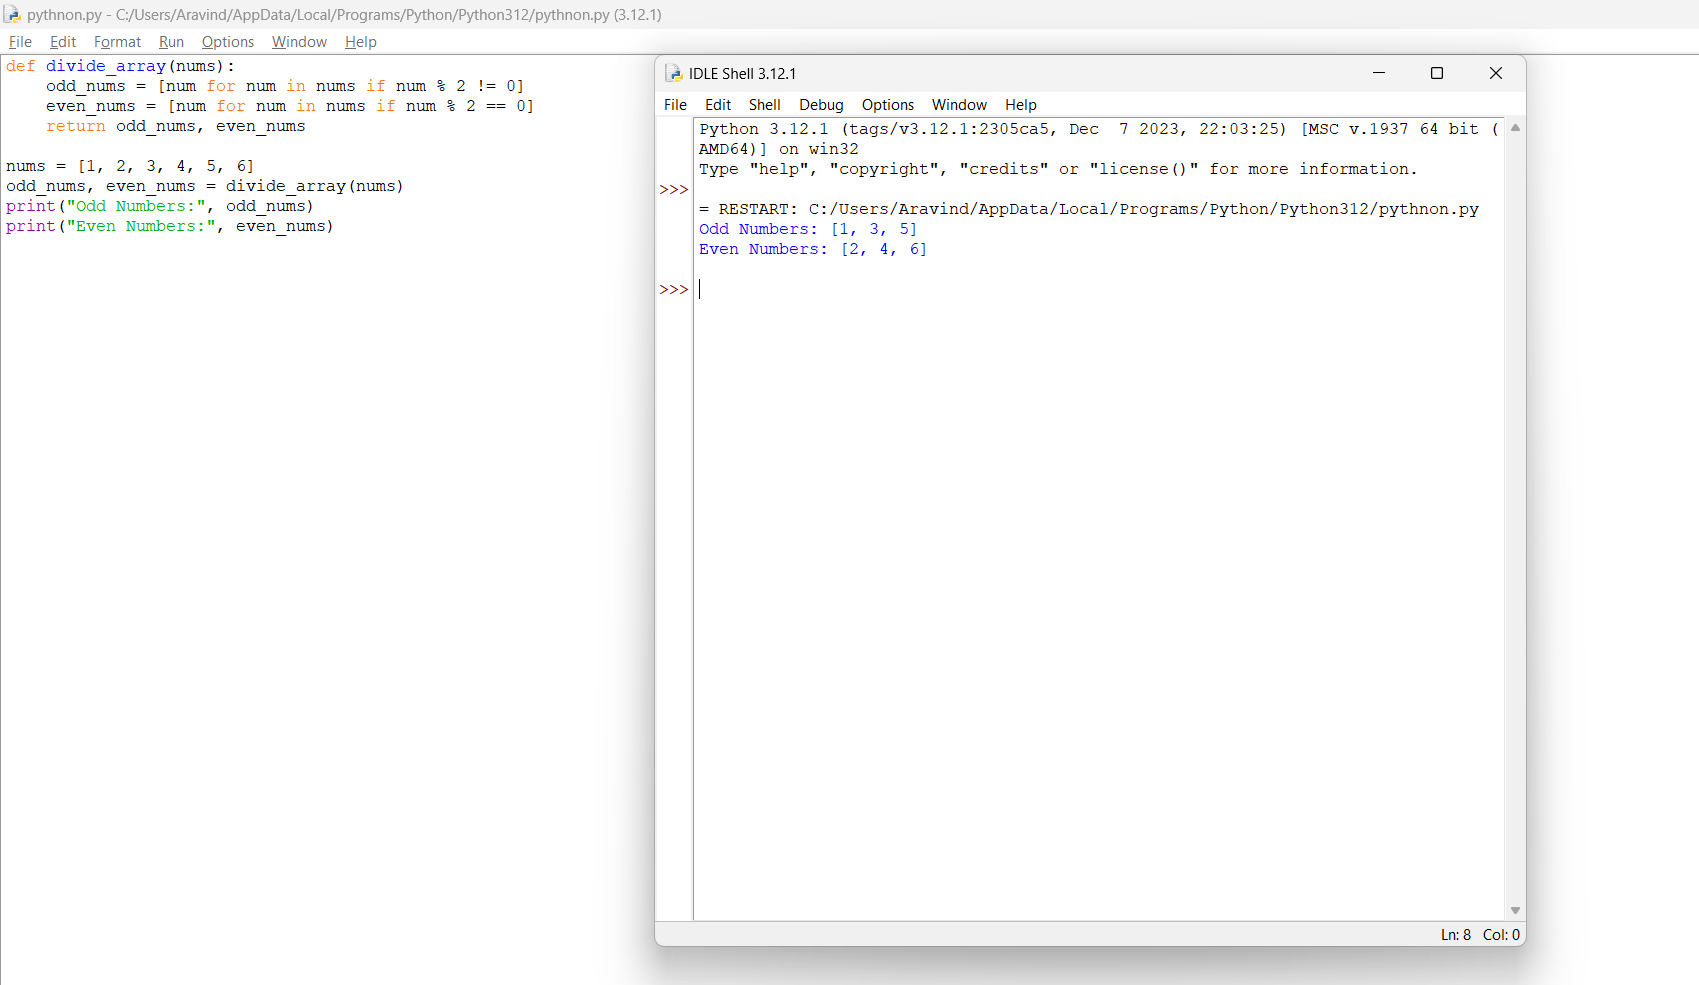 pythnon.py - C:/Users/Aravind/AppData/Local/Programs/Python/Python312/pythnon.py (3.12.1)
File Edit Format Run Options Window Help
def divide_array(nums):
    odd_nums = [num for num in nums if num % 2 != 0]
    even_nums = [num for num in nums if num % 2 == 0]
    return odd_nums, even_nums

nums = [1, 2, 3, 4, 5, 6]
odd_nums, even_nums = divide_array(nums)
print("Odd Numbers:", odd_nums)
print("Even Numbers:", even_nums)
IDLE Shell 3.12.1
File Edit Shell Debug Options Window Help
Python 3.12.1 (tags/v3.12.1:2305ca5, Dec  7 2023, 22:03:25) [MSC v.1937 64 bit (
AMD64)] on win32
Type "help", "copyright", "credits" or "license()" for more information.
>>>
= RESTART: C:/Users/Aravind/AppData/Local/Programs/Python/Python312/pythnon.py
Odd Numbers: [1, 3, 5]
Even Numbers: [2, 4, 6]
>>>
Ln: 8 Col: 0